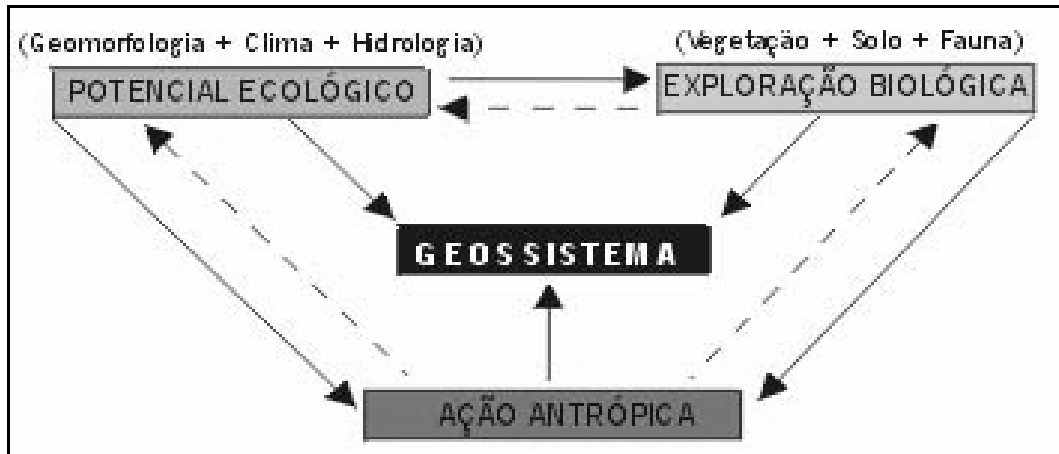 (Geomorfologia + Clima + Hidrologia)
(Vegetação + Solo + Fauna)
POTENCIAL ECOLÓGICO
EXPLORAÇÃO BIOLÓGICA
GEOSSISTEMA
AÇÃO ANTRÓPICA